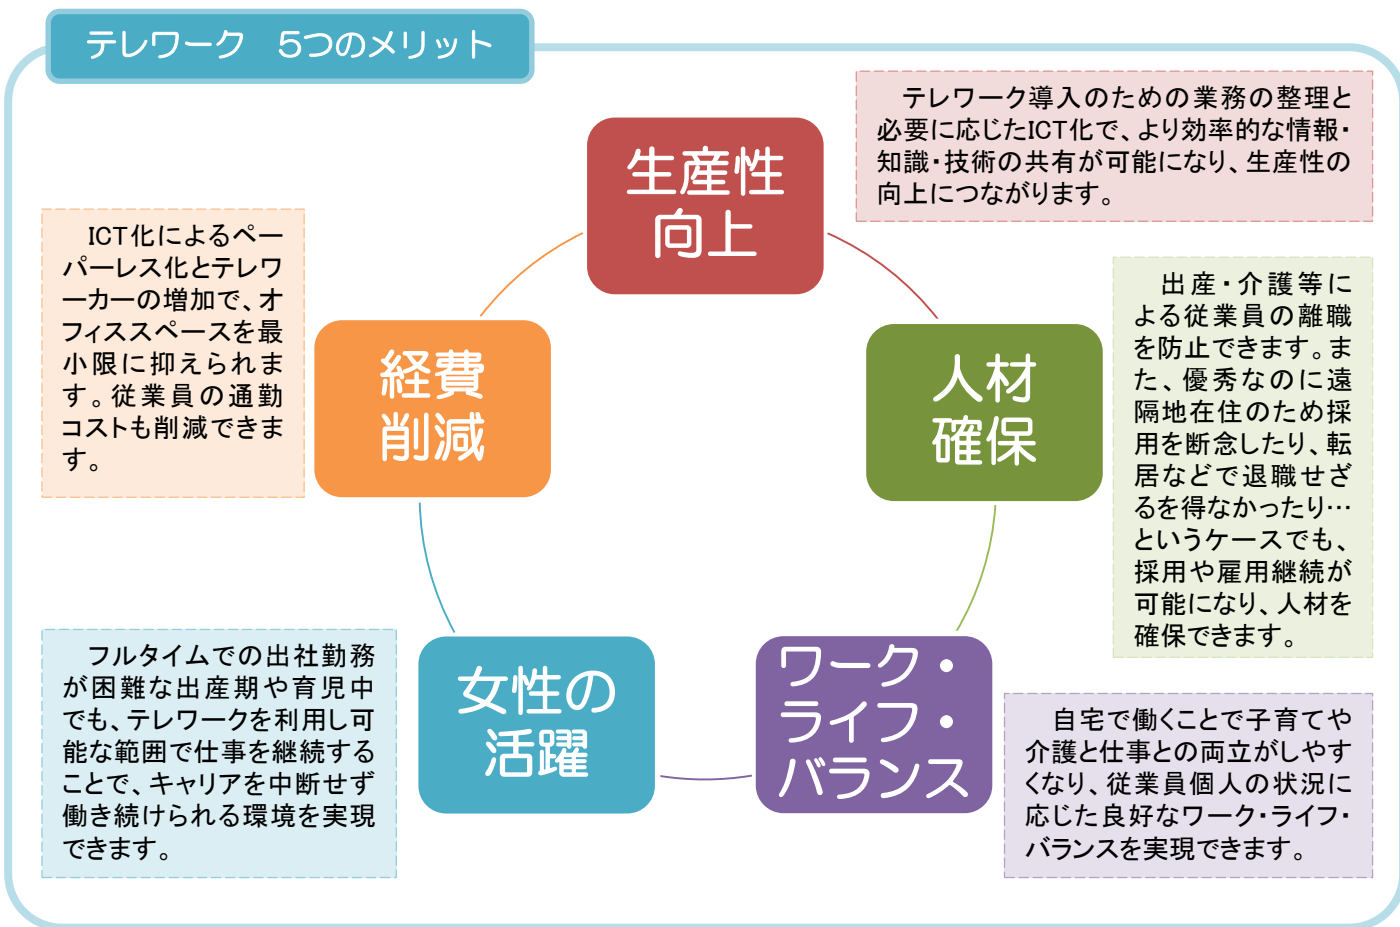 テレワーク　5つのメリット
生産性
向上
テレワーク導入のための業務の整理と
必要に応じたICT化で、より効率的な情報・
知識・技術の共有が可能になり、生産性の
向上につながります。
人材
確保
出産・介護等に
よる従業員の離職
を防止できます。ま
た、優秀なのに遠
隔地在住のため採
用を断念したり、転
居などで退職せざ
るを得なかったり…
というケースでも、
採用や雇用継続が
可能になり、人材を
確保できます。
ワーク・
ライフ・
バランス
自宅で働くことで子育てや
介護と仕事との両立がしやす
くなり、従業員個人の状況に
応じた良好なワーク・ライフ・
バランスを実現できます。
女性の
活躍
フルタイムでの出社勤務
が困難な出産期や育児中
でも、テレワークを利用し可
能な範囲で仕事を継続する
ことで、キャリアを中断せず
働き続けられる環境を実現
できます。
経費
削減
ICT化によるペー
パーレス化とテレワ
ーカーの増加で、オ
フィススペースを最
小限に抑えられま
す。従業員の通勤
コストも削減できま
す。